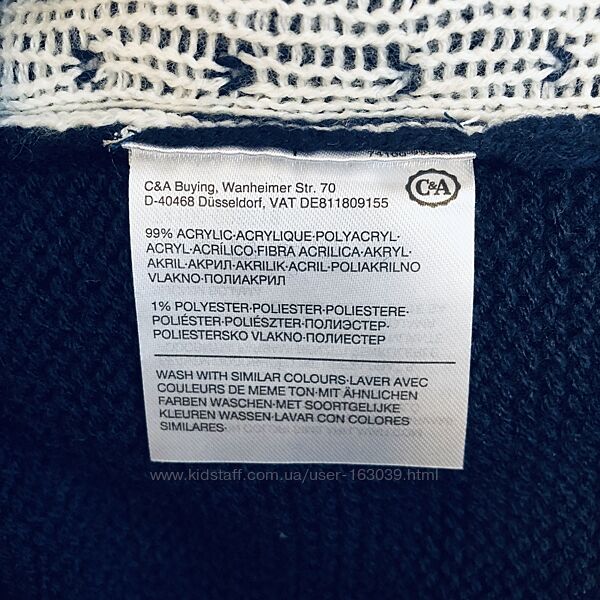 C&A Buying, Wanheimer Str. 70
D-40468 Düsseldorf, VAT DE811809155
C&A
99% ACRYLIC·ACRYLIQUE·POLYACRYL·
ACRYL·ACRÍLICO·FIBRA ACRILICA·AKRYL·
AKRIL·АКРИЛ·AKRILIK·ACRIL·POLIAKRILNO
VLAKNO·ПОЛИАКРИЛ
1% POLYESTER·POLIESTER·POLIESTERE·
POLIÉSTER·POLIÉSZTER·ПОЛИЭСТЕР·
POLIESTERSKO VLAKNO·ПОЛИЕСТЕР
WASH WITH SIMILAR COLOURS·LAVER AVEC
COULEURS DE MEME TON·MIT ÄHNLICHEN
FARBEN WASCHEN·MET SOORTGELIJKE
KLEUREN WASSEN·LAVAR CON COLORES
SIMILARES·
www.kidstaff.com.ua/user-163039.html